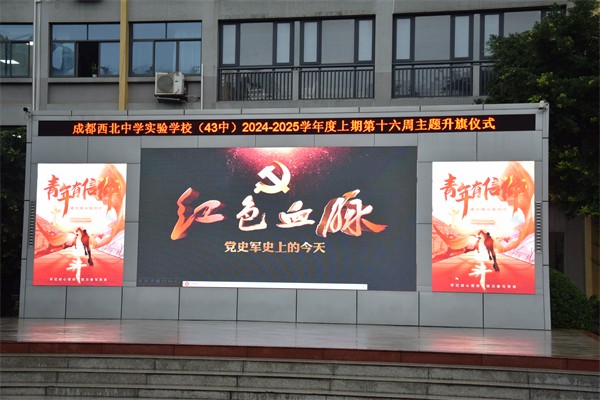 成都西北中学实验学校（43中）2024-2025学年度上期第十六周主题升旗仪式
青年有信仰
红色血脉
党史军史上的今天
青年有信仰